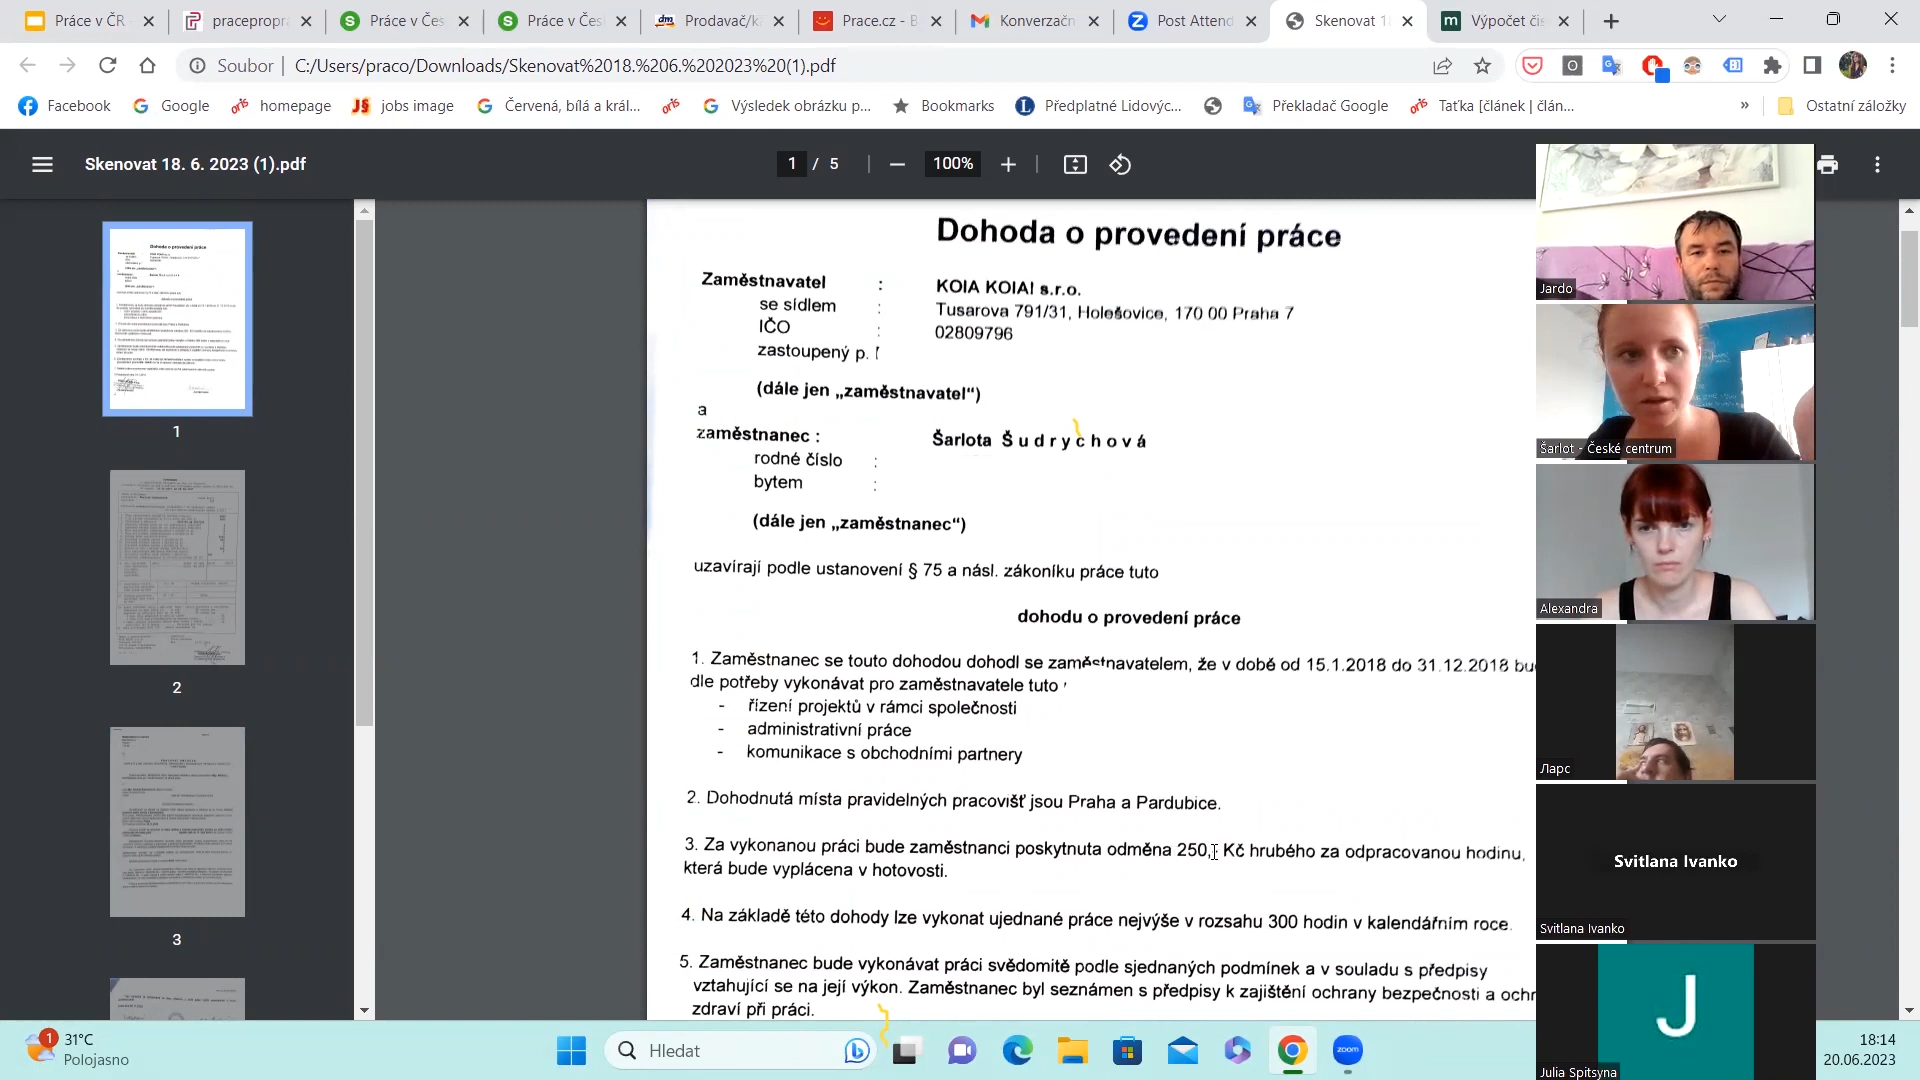 Práce v ČR -
praceproprá
Práce v Čes
Práce v Čes
Prodavač/ka
Prace.cz - B
Konverzačn
Post Attend
Skenovat 18
Výpočet čis
Soubor
C:/Users/praco/Downloads/Skenovat%2018.%206.%202023%20(1).pdf
Facebook
Google
homepage
jobs image
Červená, bílá a král...
Výsledek obrázku p...
Bookmarks
Předplatné Lidovýc...
Překladač Google
Taťka [článek | člán...
»
Ostatní záložky
Skenovat 18. 6. 2023 (1).pdf
1 / 5
100%
1
2
3
Dohoda o provedení práce
Zaměstnavatel : KOIA KOIA! s.r.o.
se sídlem : Tusarova 791/31, Holešovice, 170 00 Praha 7
IČO : 02809796
zastoupený p.
(dále jen „zaměstnavatel“)
a
zaměstnanec : Šarlota Š u d r y c h o v á
rodné číslo :
bytem :
(dále jen „zaměstnanec“)
uzavírají podle ustanovení § 75 a násl. zákoníku práce tuto
dohodu o provedení práce
1. Zaměstnanec se touto dohodou dohodl se zaměstnavatelem, že v době od 15.1.2018 do 31.12.2018
dle potřeby vykonávat pro zaměstnavatele tuto
- řízení projektů v rámci společnosti
- administrativní práce
- komunikace s obchodními partnery
2. Dohodnutá místa pravidelných pracovišť jsou Praha a Pardubice.
3. Za vykonanou práci bude zaměstnanci poskytnuta odměna 250,- Kč hrubého za odpracovanou hodinu,
která bude vyplácena v hotovosti.
4. Na základě této dohody lze vykonat ujednané práce nejvýše v rozsahu 300 hodin v kalendářním roce.
5. Zaměstnanec bude vykonávat práci svědomitě podle sjednaných podmínek a v souladu s předpisy
vztahující se na její výkon. Zaměstnanec byl seznámen s předpisy k zajištění ochrany bezpečnosti a ochr
zdraví při práci.
Jardo
Šarlot - České centrum
Alexandra
Ларс
Svitlana Ivanko
Svitlana Ivanko
J
Julia Spitsyna
1
31°C
Polojasno
Hledat
zoom
18:14
20.06.2023